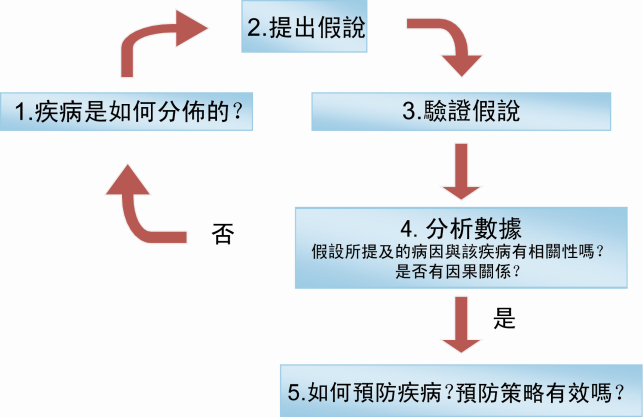 2.提出假說
1.疾病是如何分佈的？
3.驗證假說
4. 分析數據
假設所提及的病因與該疾病有相關性嗎？
是否有因果關係？
否
是
5.如何預防疾病？預防策略有效嗎？